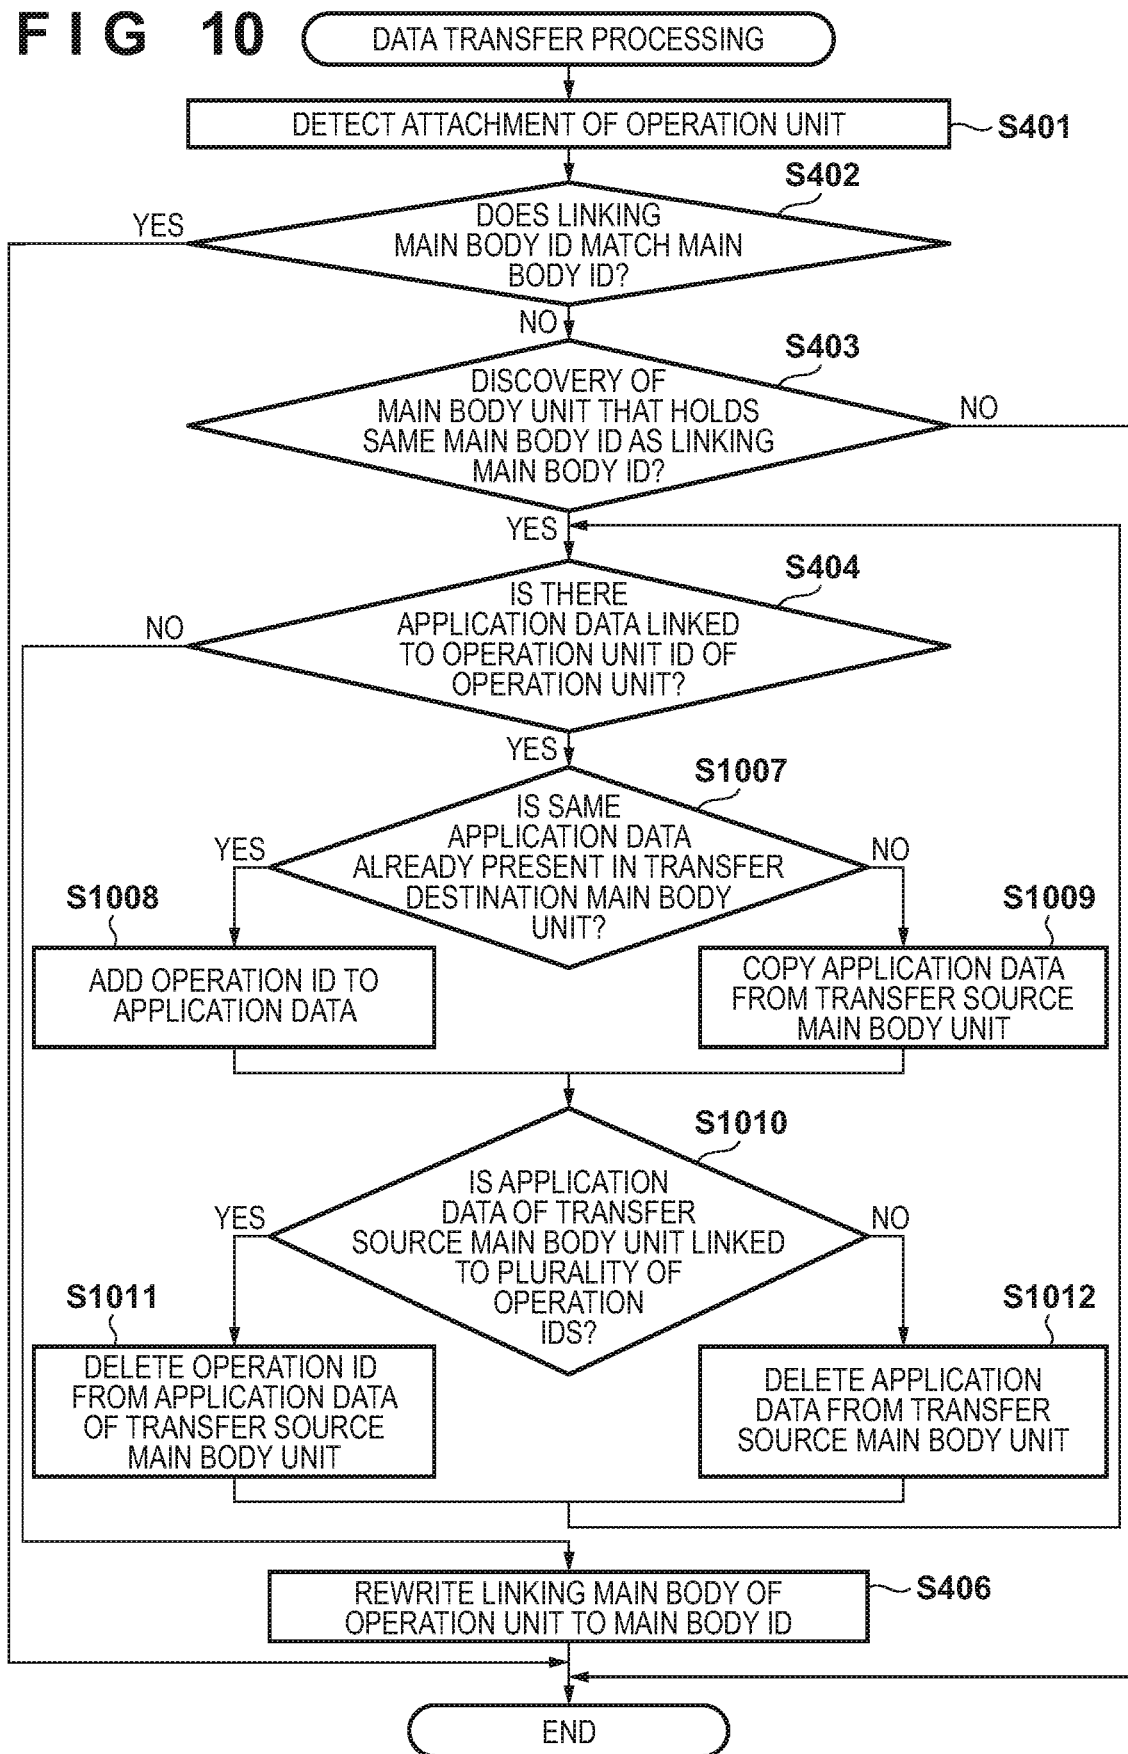 FIG 10
DATA TRANSFER PROCESSING
DETECT ATTACHMENT OF OPERATION UNIT
S401
S402
YES
DOES LINKING
MAIN BODY ID MATCH MAIN
BODY ID?
NO
S403
DISCOVERY OF
MAIN BODY UNIT THAT HOLDS
SAME MAIN BODY ID AS LINKING
MAIN BODY ID?
NO
YES
S404
NO
IS THERE
APPLICATION DATA LINKED
TO OPERATION UNIT ID OF
OPERATION UNIT?
YES
S1007
IS SAME
APPLICATION DATA
ALREADY PRESENT IN TRANSFER
DESTINATION MAIN BODY
UNIT?
YES
NO
S1008
ADD OPERATION ID TO
APPLICATION DATA
S1009
COPY APPLICATION DATA
FROM TRANSFER SOURCE
MAIN BODY UNIT
S1010
IS APPLICATION
DATA OF TRANSFER
SOURCE MAIN BODY UNIT LINKED
TO PLURALITY OF
OPERATION
IDS?
YES
NO
S1011
DELETE OPERATION ID
FROM APPLICATION DATA
OF TRANSFER SOURCE
MAIN BODY UNIT
S1012
DELETE APPLICATION
DATA FROM TRANSFER
SOURCE MAIN BODY UNIT
REWRITE LINKING MAIN BODY OF
OPERATION UNIT TO MAIN BODY ID
S406
END